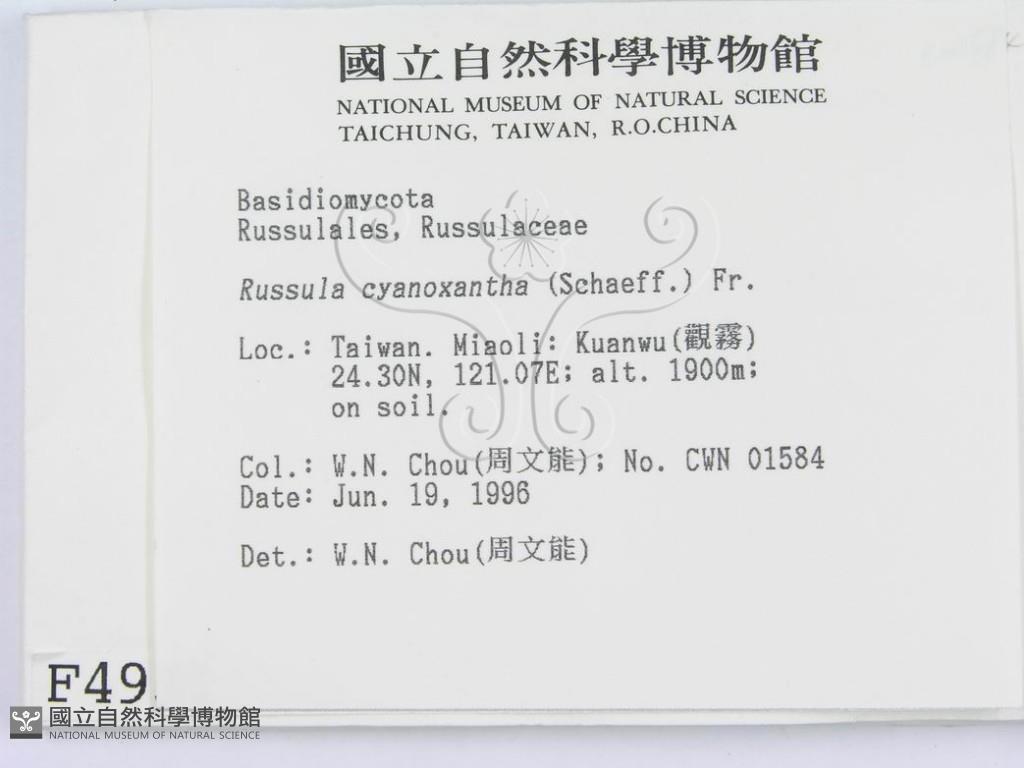 國立自然科學博物館
NATIONAL MUSEUM OF NATURAL SCIENCE
TAICHUNG, TAIWAN, R.O.CHINA
Basidiomycota
Russulales, Russulaceae
Russula cyanoxantha (Schaeff.) Fr.
Loc.: Taiwan. Miaoli: Kuanwu(觀霧)
24.30N, 121.07E; alt. 1900m;
on soil.
Col.: W.N. Chou(周文能); No. CWN 01584
Date: Jun. 19, 1996
Det.: W.N. Chou(周文能)
F49
國立自然科學博物館
NATIONAL MUSEUM OF NATURAL SCIENCE